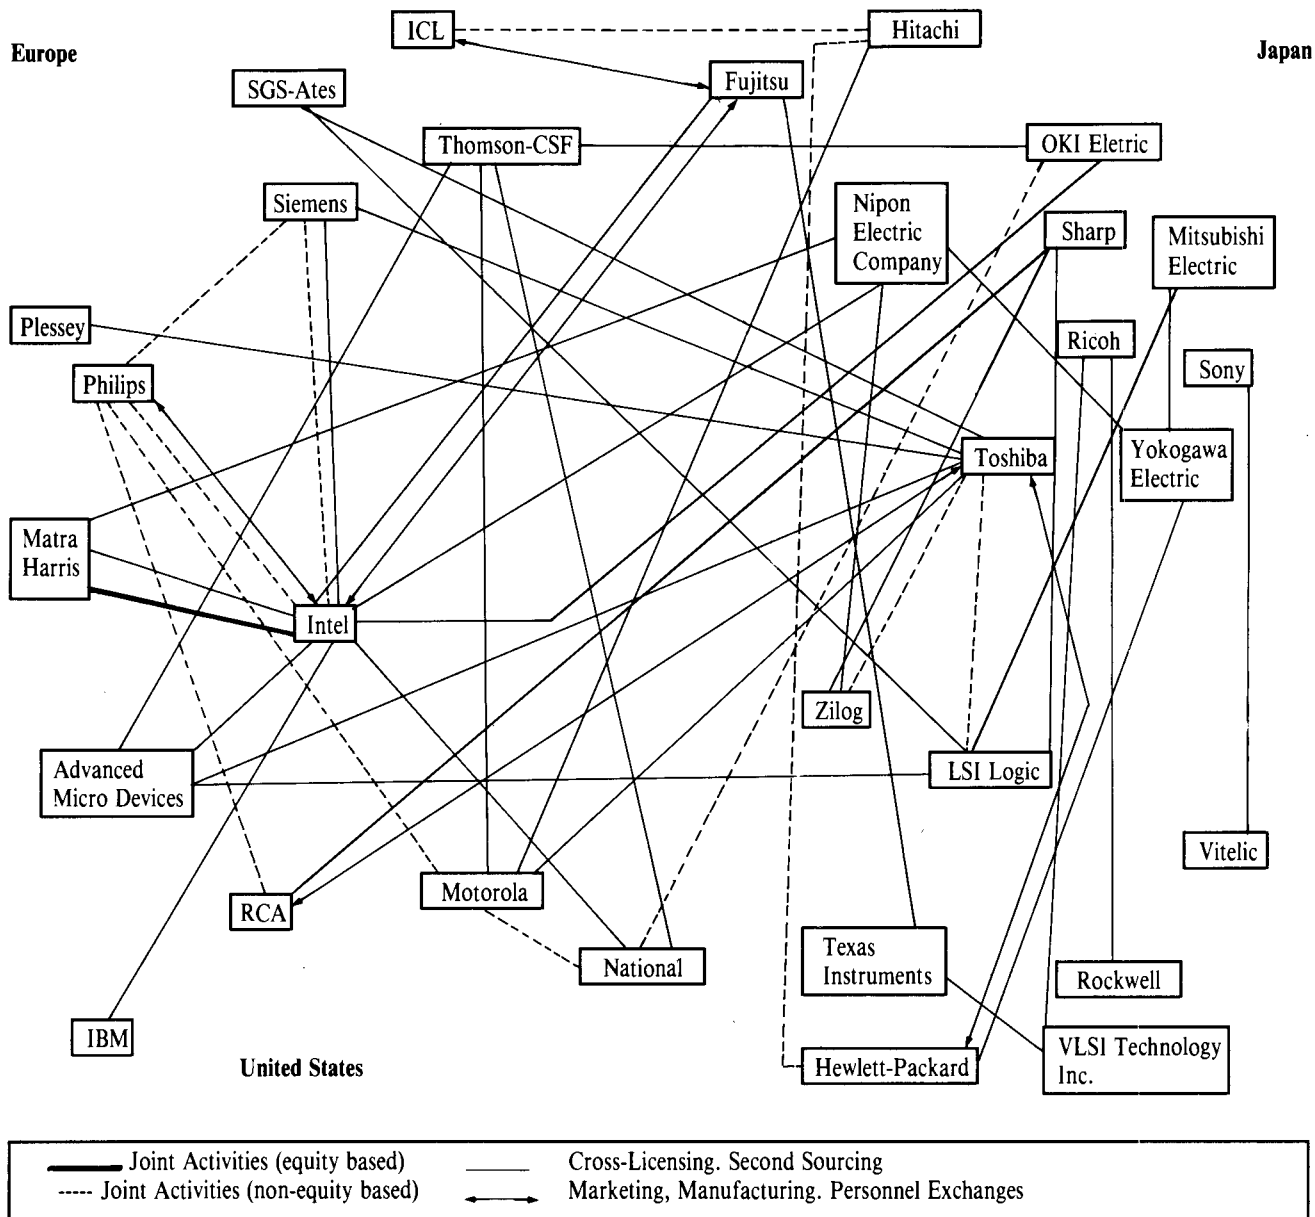 ICL
Hitachi
Europe
Japan
SGS-Ates
Fujitsu
Thomson-CSF
OKI Eletric
Siemens
Nipon
Electric
Company
Sharp
Mitsubishi
Electric
Plessey
Ricoh
Philips
Sony
Toshiba
Yokogawa
Electric
Matra
Harris
Intel
Zilog
Advanced
Micro Devices
LSI Logic
Vitelic
RCA
Motorola
National
Texas
Instruments
Rockwell
IBM
United States
Hewlett-Packard
VLSI Technology
Inc.
Joint Activities (equity based)
Cross-Licensing. Second Sourcing
Joint Activities (non-equity based)
Marketing, Manufacturing. Personnel Exchanges